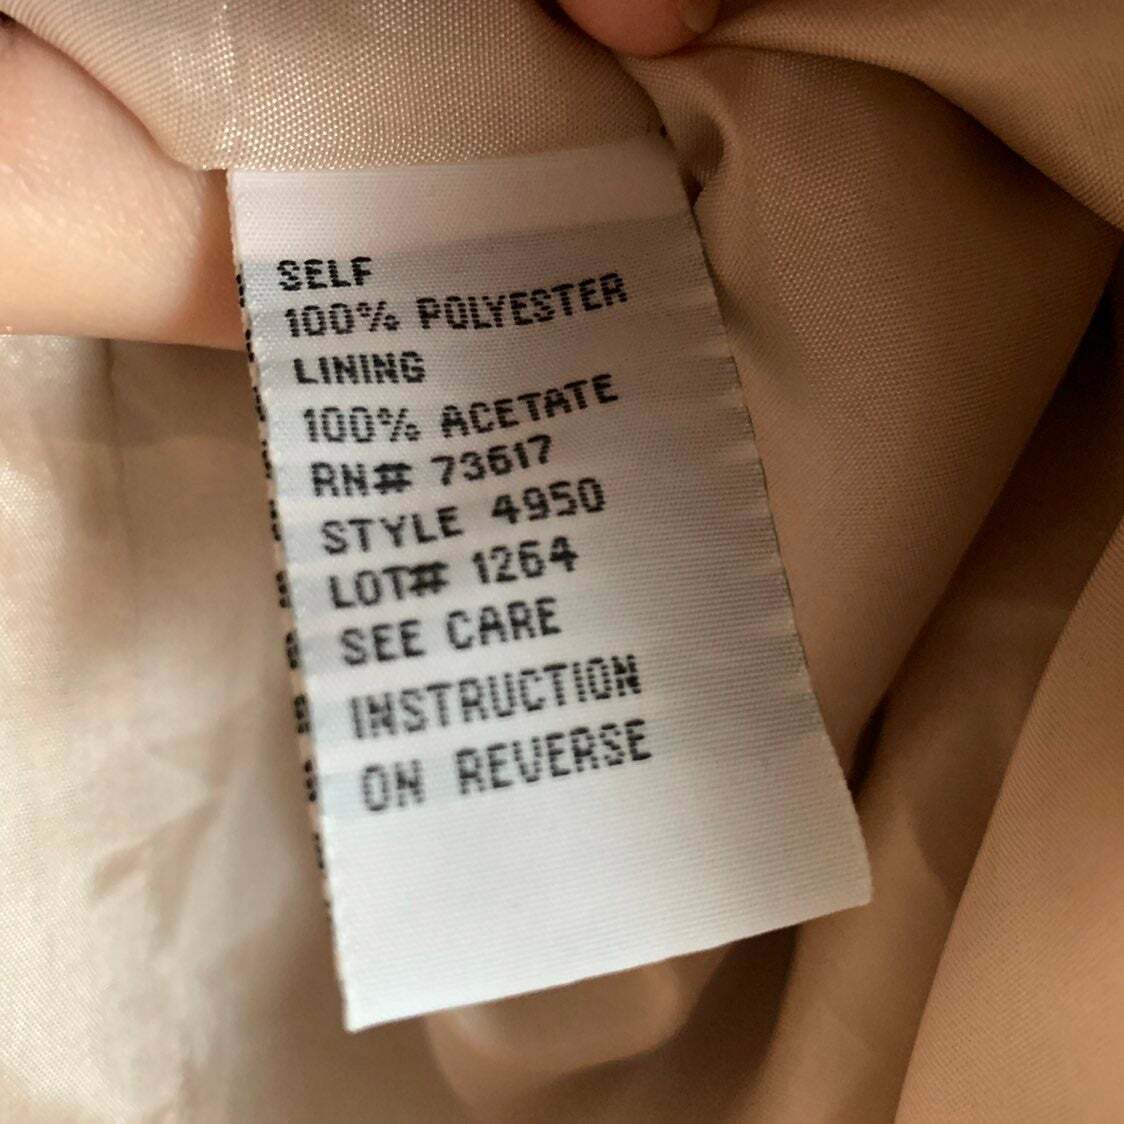 SELF
100% POLYESTER
LINING
100% ACETATE
RN# 73617
STYLE 4950
LOT# 1264
SEE CARE
INSTRUCTION
ON REVERSE